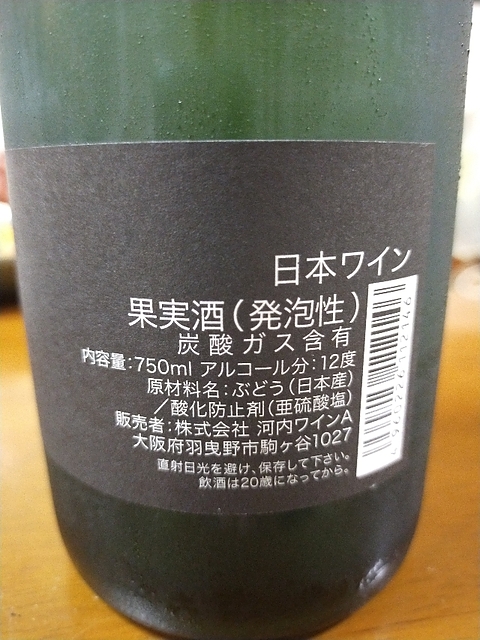 日本ワイン
果実酒(発泡性)
炭酸ガス含有
内容量:750ml アルコール分:12度
原材料名:ぶどう(日本産)
/酸化防止剤(亜硫酸塩)
販売者:株式会社 河内ワインA
大阪府羽曳野市駒ヶ谷1027
直射日光を避け、保存して下さい。
飲酒は20歳になってから。